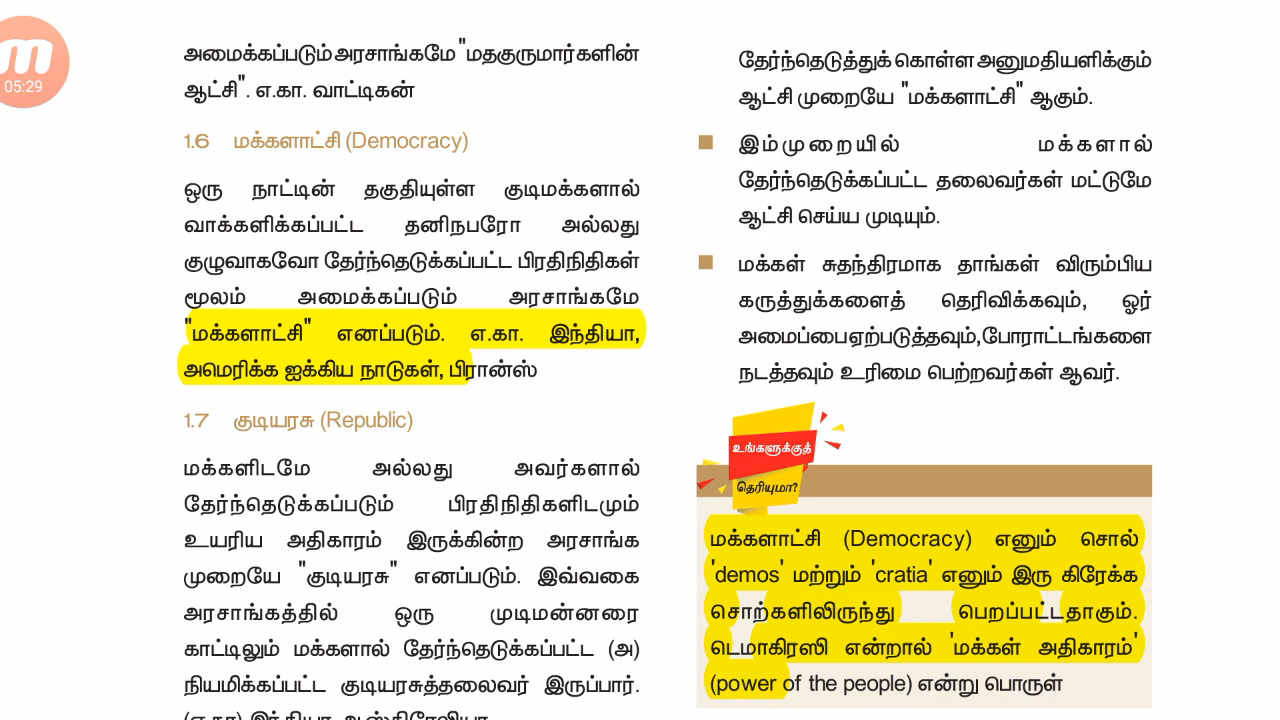 05:29
அமைக்கப்படும் அரசாங்கமே "மதகுருமார்களின்
ஆட்சி". எ.கா. வாட்டிகன்
1.6 மக்களாட்சி (Democracy)
ஒரு நாட்டின் தகுதியுள்ள குடிமக்களால்
வாக்களிக்கப்பட்ட தனிநபரோ அல்லது
குழுவாகவோ தேர்ந்தெடுக்கப்பட்ட பிரதிநிதிகள்
மூலம் அமைக்கப்படும் அரசாங்கமே
"மக்களாட்சி" எனப்படும். எ.கா. இந்தியா,
அமெரிக்க ஐக்கிய நாடுகள், பிரான்ஸ்
1.7 குடியரசு (Republic)
மக்களிடமே அல்லது அவர்களால்
தேர்ந்தெடுக்கப்படும் பிரதிநிதிகளிடமும்
உயரிய அதிகாரம் இருக்கின்ற அரசாங்க
முறையே "குடியரசு" எனப்படும். இவ்வகை
அரசாங்கத்தில் ஒரு முடிமன்னரை
காட்டிலும் மக்களால் தேர்ந்தெடுக்கப்பட்ட (அ)
நியமிக்கப்பட்ட குடியரசுத்தலைவர் இருப்பார்.
(எ.கா) இந்தியா, ஆஸ்திரேலியா
தேர்ந்தெடுத்துக் கொள்ள அனுமதியளிக்கும்
ஆட்சி முறையே "மக்களாட்சி" ஆகும்.
இம்முறையில் மக்களால்
தேர்ந்தெடுக்கப்பட்ட தலைவர்கள் மட்டுமே
ஆட்சி செய்ய முடியும்.
மக்கள் சுதந்திரமாக தாங்கள் விரும்பிய
கருத்துக்களைத் தெரிவிக்கவும், ஓர்
அமைப்பை ஏற்படுத்தவும், போராட்டங்களை
நடத்தவும் உரிமை பெற்றவர்கள் ஆவர்.
உங்களுக்குத்
தெரியுமா?
மக்களாட்சி (Democracy) எனும் சொல்
'demos' மற்றும் 'cratia' எனும் இரு கிரேக்க
சொற்களிலிருந்து பெறப்பட்டதாகும்.
டெமாகிரஸி என்றால் 'மக்கள் அதிகாரம்'
(power of the people) என்று பொருள்